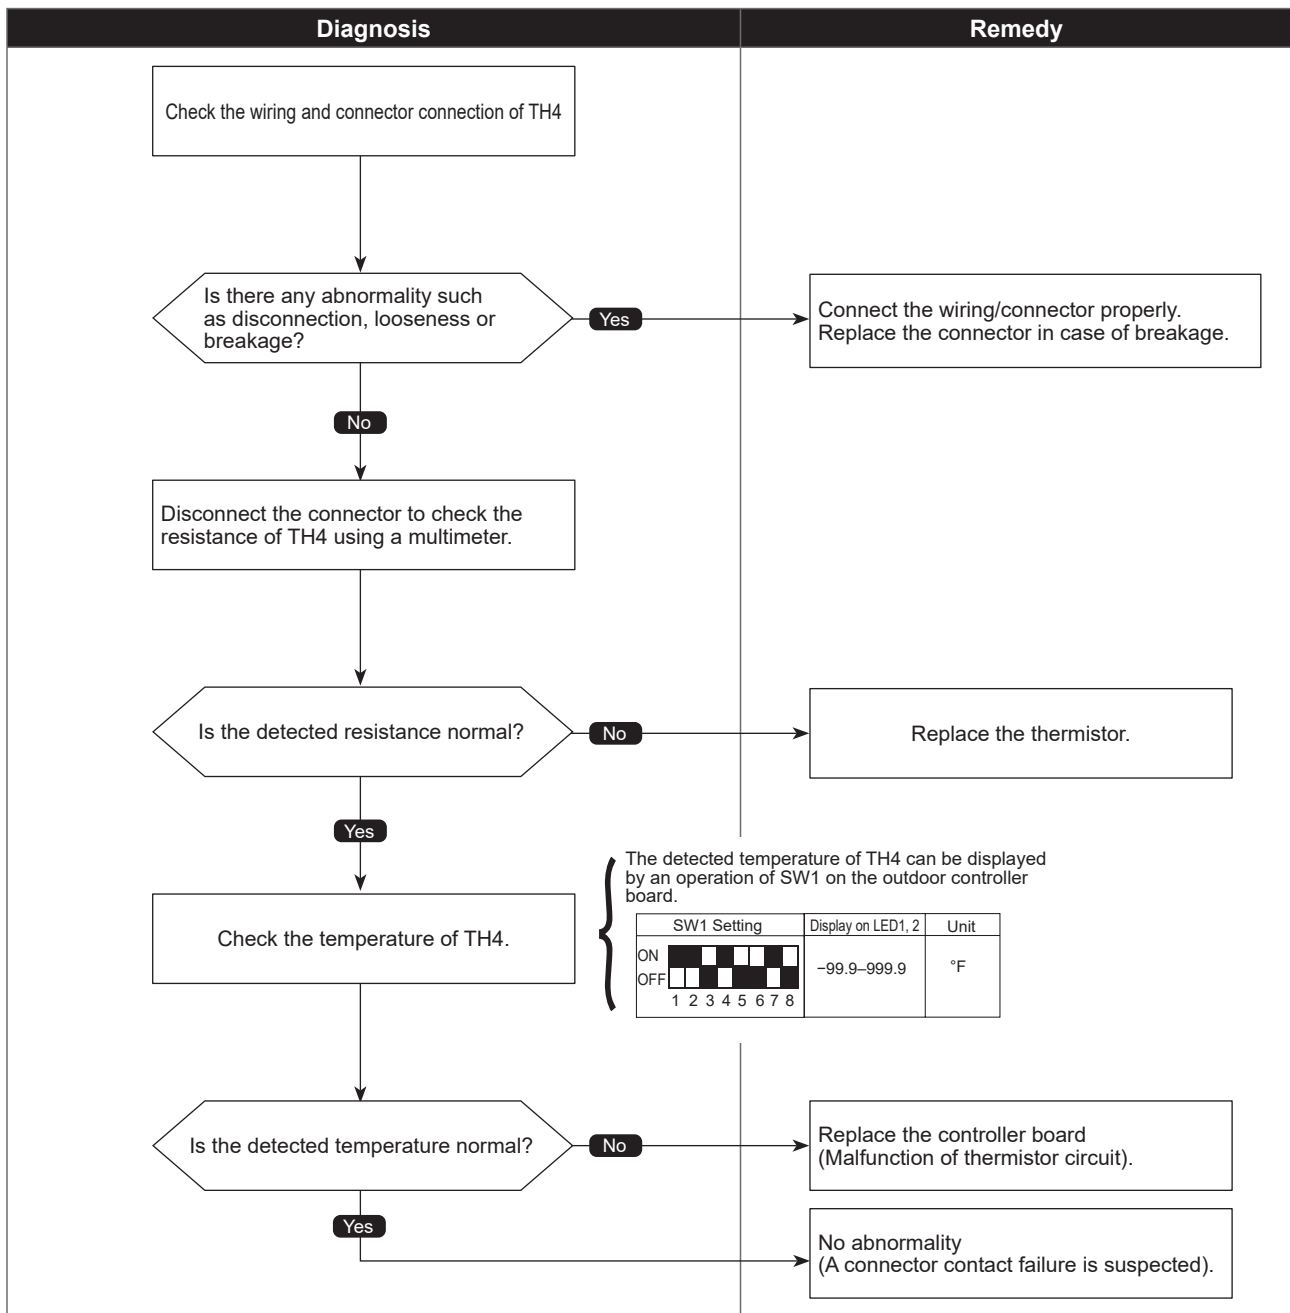 Diagnosis
Remedy
Check the wiring and connector connection of TH4
Is there any abnormality such
as disconnection, looseness or
breakage?
Yes
Connect the wiring/connector properly.
Replace the connector in case of breakage.
No
Disconnect the connector to check the
resistance of TH4 using a multimeter.
Is the detected resistance normal?
No
Replace the thermistor.
Yes
The detected temperature of TH4 can be displayed
by an operation of SW1 on the outdoor controller
board.
Check the temperature of TH4.
SW1 Setting
Display on LED1, 2
Unit
ON
OFF
1 2 3 4 5 6 7 8
−99.9–999.9
°F
Is the detected temperature normal?
No
Replace the controller board
(Malfunction of thermistor circuit).
Yes
No abnormality
(A connector contact failure is suspected).